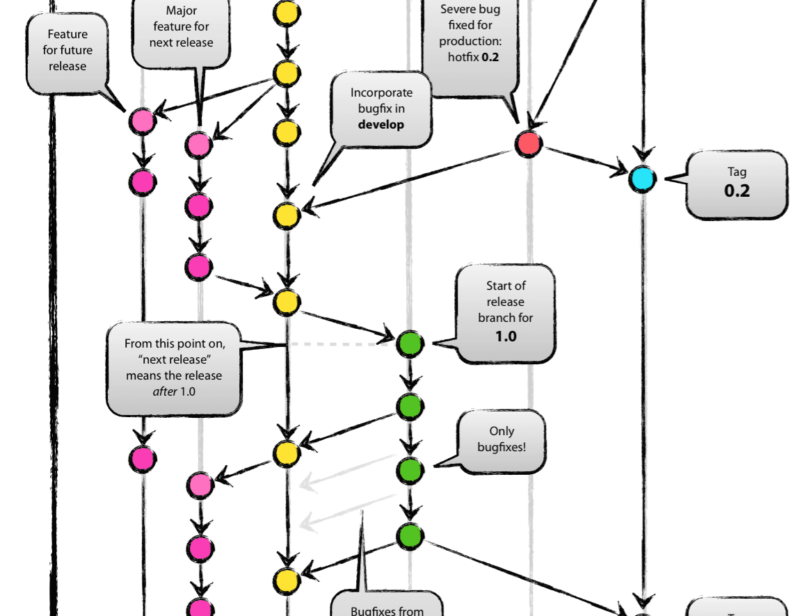 Feature
for future
release
Major
feature for
next release
Severe bug
fixed for
production:
hotfix 0.2
Incorporate
bugfix in
develop
Tag
0.2
Start of
release
branch for
1.0
From this point on,
“next release”
means the release
after 1.0
Only
bugfixes!
Bugfixes from